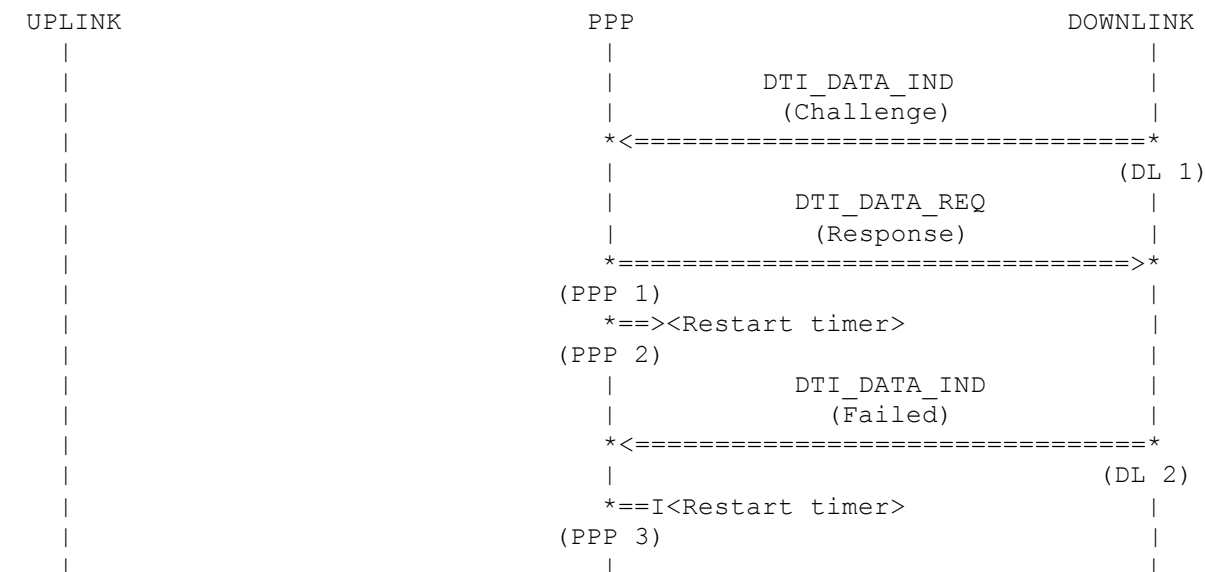 UPLINK                             PPP                           DOWNLINK
  |                                 |                                 |
  |                                 |         DTI_DATA_IND            |
  |                                 |          (Challenge)            |
  |                                 *<================================*
  |                                 |                               (DL 1)
  |                                 |           DTI_DATA_REQ          |
  |                                 |            (Response)           |
  |                                 *================================>*
  |                              (PPP 1)                              |
  |                                 *==><Restart timer>               |
  |                              (PPP 2)                              |
  |                                 |           DTI_DATA_IND          |
  |                                 |             (Failed)            |
  |                                 *<================================*
  |                                 |                              (DL 2)
  |                                 *==I<Restart timer>               |
  |                              (PPP 3)                              |
  |                                 |                                 |